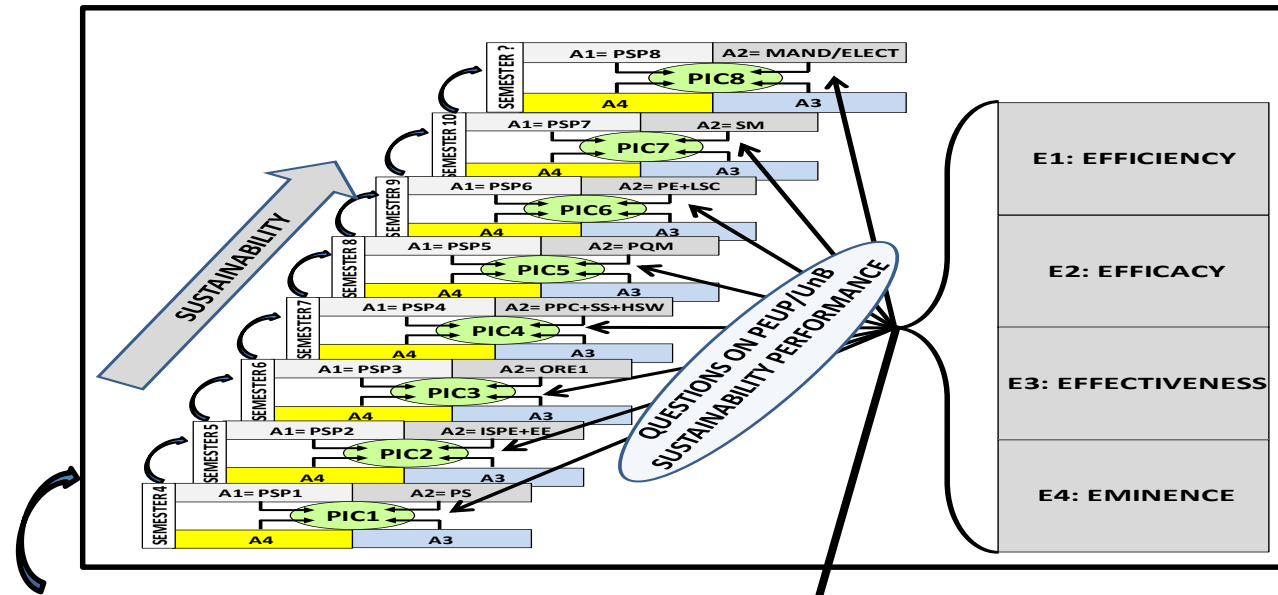 SEMESTER ?
A1= PSP8
A2= MAND/ELECT
PIC8
A4
A3
SEMESTER 10
A1= PSP7
A2= SM
PIC7
A4
A3
SEMESTER 9
A1= PSP6
A2= PE+LSC
PIC6
A4
A3
SEMESTER 8
A1= PSP5
A2= PQM
PIC5
A4
A3
SEMESTER 7
A1= PSP4
A2= PPC+SS+HSW
PIC4
A4
A3
SEMESTER 6
A1= PSP3
A2= ORE1
PIC3
A4
A3
SEMESTER 5
A1= PSP2
A2= ISPE+EE
PIC2
A4
A3
SEMESTER 4
A1= PSP1
A2= PS
PIC1
A4
A3
SUSTAINABILITY
QUESTIONS ON PEUP/UnB
SUSTAINABILITY PERFORMANCE
E1: EFFICIENCY
E2: EFFICACY
E3: EFFECTIVENESS
E4: EMINENCE